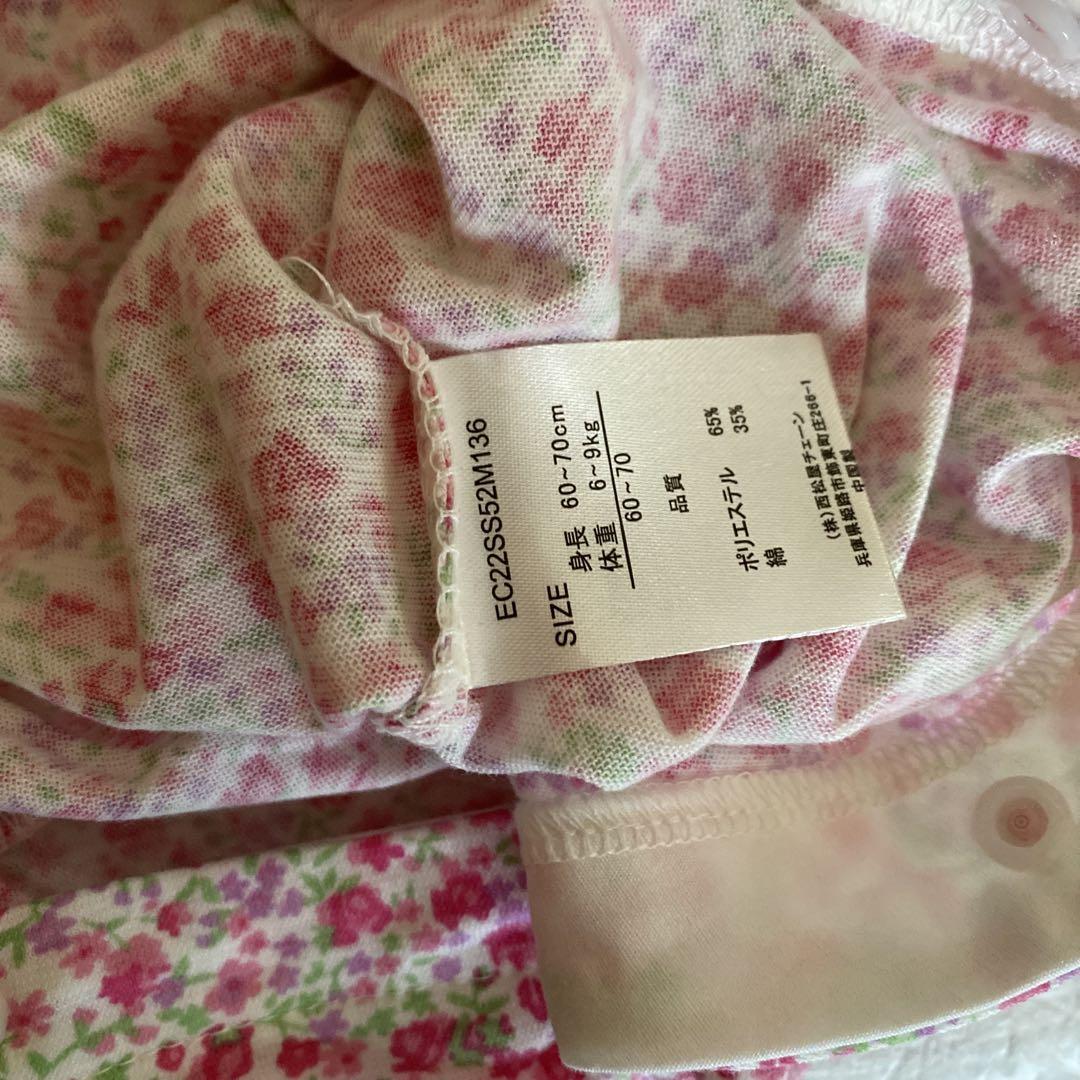 EC22SS52M136
SIZE
身長 60~70cm
体重 6~9kg
60~70
品質
ポリエステル 65%
綿 35%
(株)西松屋チェーン
兵庫県姫路市飾東町庄266-1
中国製